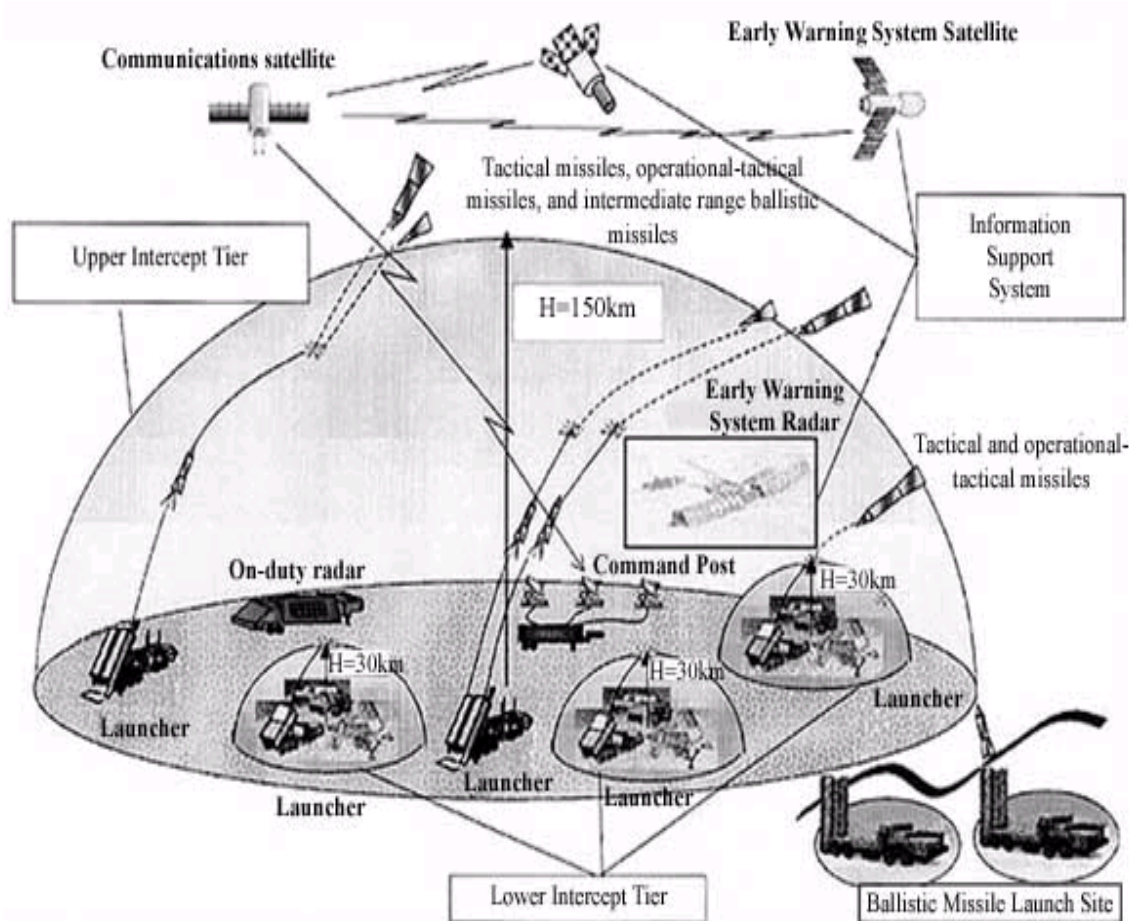 Early Warning System Satellite
Communications satellite
Tactical missiles, operational-tactical
missiles, and intermediate range ballistic
missiles
Information
Support
System
Upper Intercept Tier
H=150km
Early Warning
System Radar
Tactical and operational-
tactical missiles
On-duty radar
Command Post
H=30km
H=30km
H=30km
Launcher
Launcher
Launcher
Launcher
Launcher
Lower Intercept Tier
Ballistic Missile Launch Site